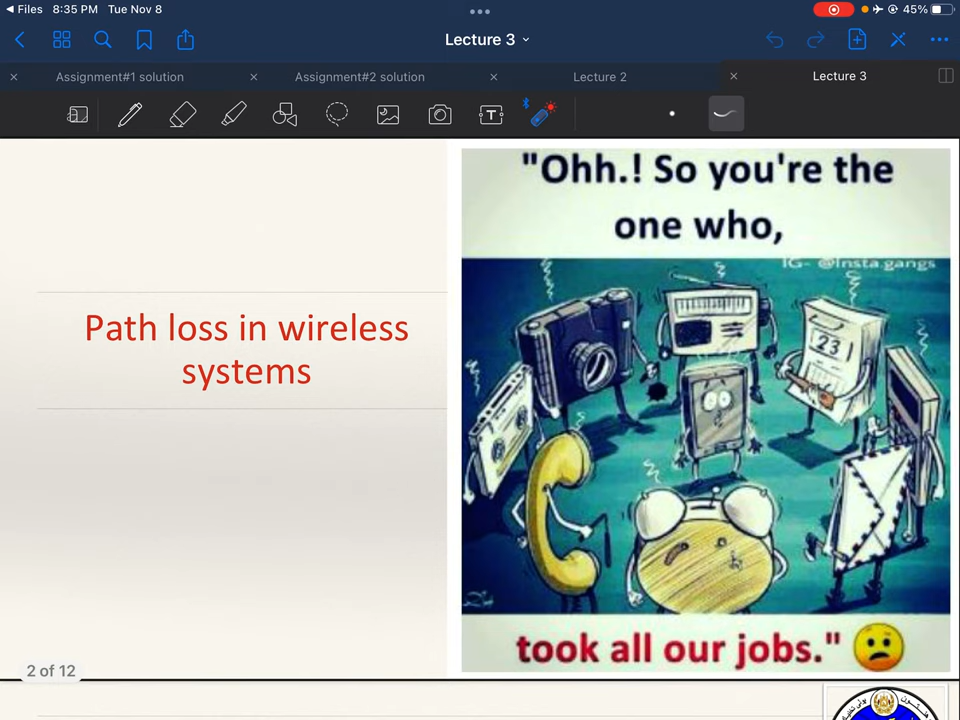 Files 8:35 PM Tue Nov 8
45%
Lecture 3
Assignment#1 solution
Assignment#2 solution
Lecture 2
Lecture 3
T
Path loss in wireless
systems
2 of 12
"Ohh.! So you're the
one who,
IG- @Insta.gangs
23
took all our jobs."